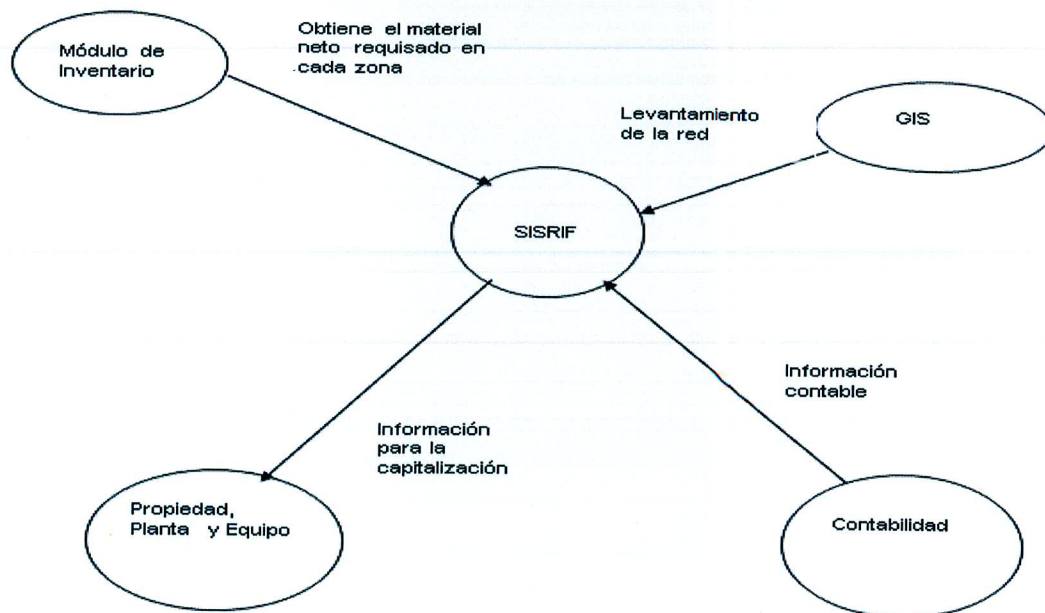 Módulo de
Inventario
Obtiene el material
neto requisado en
cada zona
Levantamiento
de la red
GIS
SISRIF
Información
contable
Información
para la
capitalización
Propiedad,
Planta y Equipo
Contabilidad